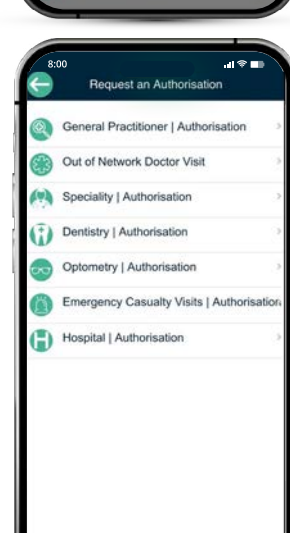 8:00
Request an Authorisation
General Practitioner | Authorisation
Out of Network Doctor Visit
Speciality | Authorisation
Dentistry | Authorisation
Optometry | Authorisation
Emergency Casualty Visits | Authorisation
Hospital | Authorisation